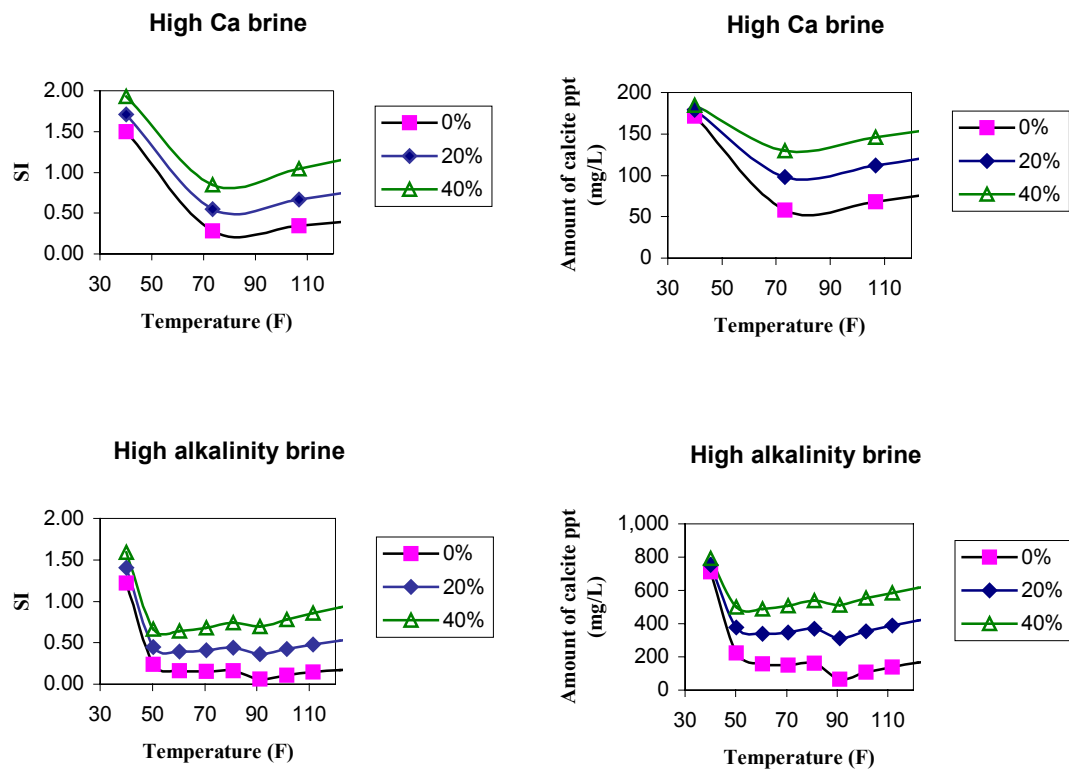 High Ca brine
2.00
1.50
1.00
0.50
0.00
SI
30 50 70 90 110
Temperature (F)
0%
20%
40%
High Ca brine
200
150
100
50
0
Amount of calcite ppt
(mg/L)
30 50 70 90 110
Temperature (F)
0%
20%
40%
High alkalinity brine
2.00
1.50
1.00
0.50
0.00
SI
30 50 70 90 110
Temperature (F)
0%
20%
40%
High alkalinity brine
1,000
800
600
400
200
0
Amount of calcite ppt
(mg/L)
30 50 70 90 110
Temperature (F)
0%
20%
40%